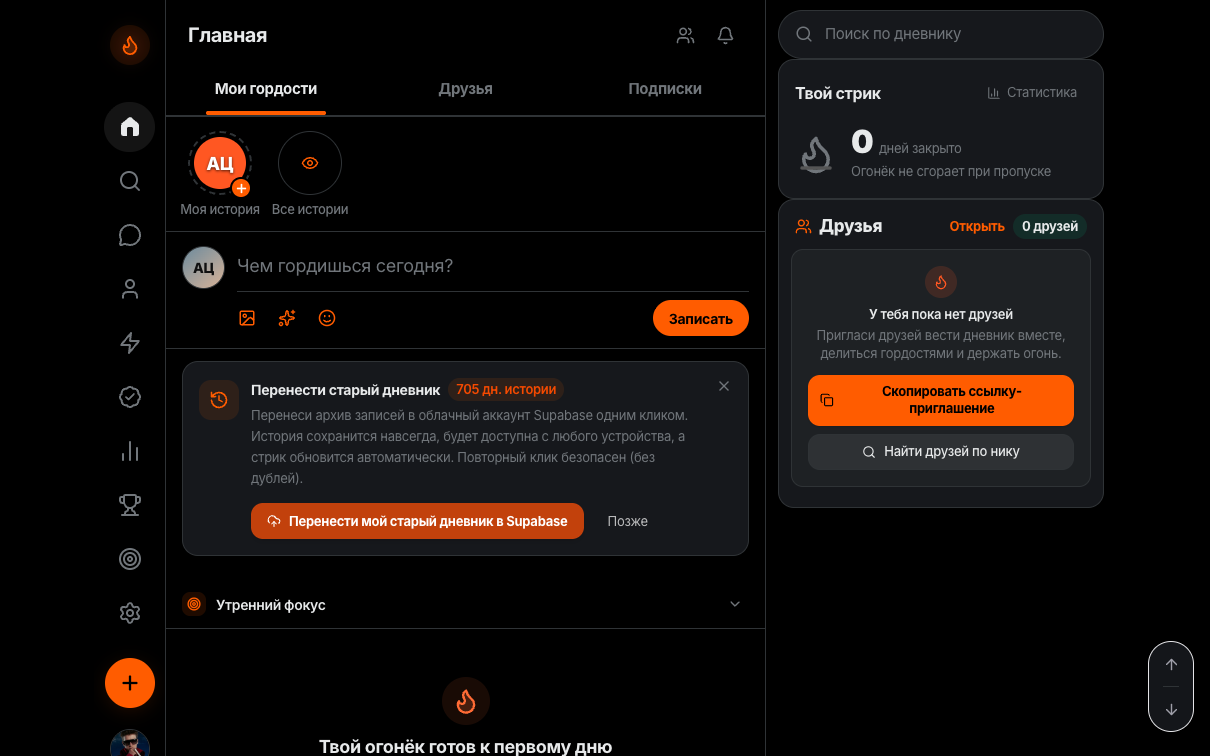 Главная
Мои гордости
Друзья
Подписки
АЦ
Моя история
Все истории
АЦ
Чем гордишься сегодня?
Записать
Перенести старый дневник
705 дн. истории
Перенеси архив записей в облачный аккаунт Supabase одним кликом.
История сохранится навсегда, будет доступна с любого устройства, а
стрик обновится автоматически. Повторный клик безопасен (без
дублей).
Перенести мой старый дневник в Supabase
Позже
Утренний фокус
Твой огонёк готов к первому дню
Поиск по дневнику
Твой стрик
Статистика
0 дней закрыто
Огонёк не сгорает при пропуске
Друзья
Открыть
0 друзей
У тебя пока нет друзей
Пригласи друзей вести дневник вместе,
делиться гордостями и держать огонь.
Скопировать ссылку-
приглашение
Найти друзей по нику